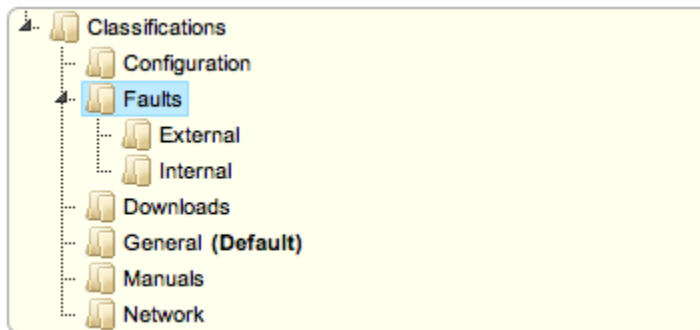 Classifications
Configuration
Faults
External
Internal
Downloads
General (Default)
Manuals
Network